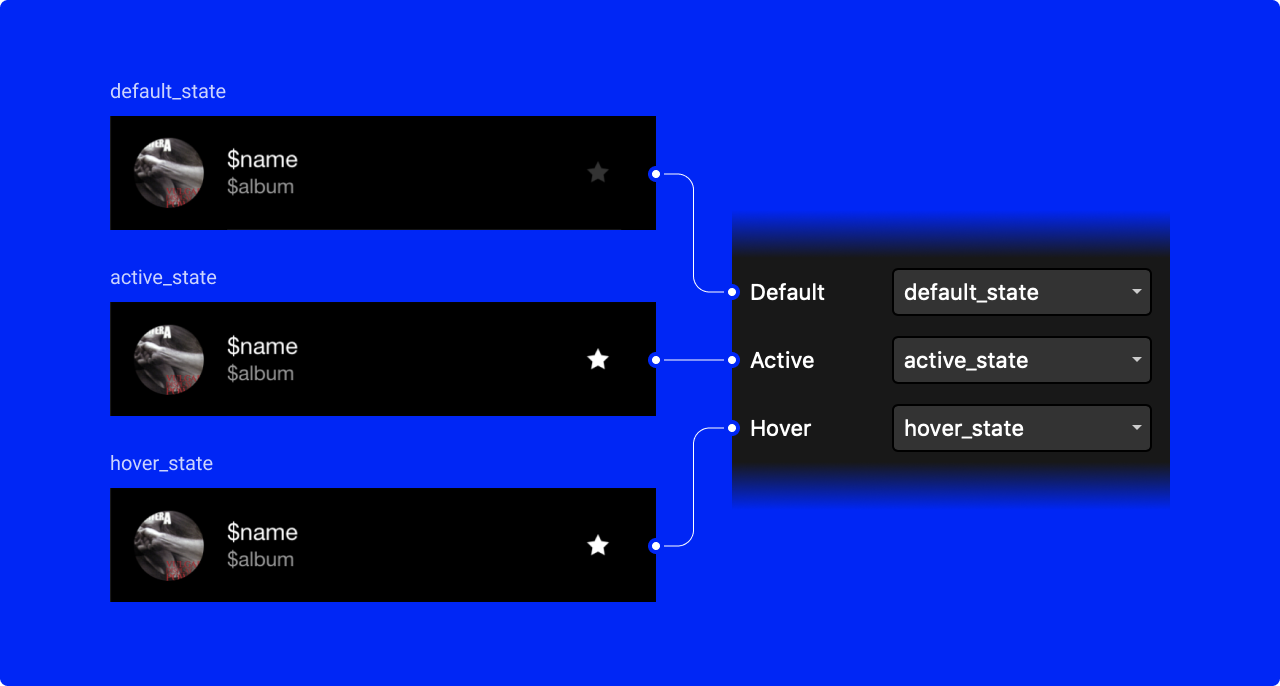 default_state
$name
$album
active_state
$name
$album
hover_state
$name
$album
Default default_state
Active active_state
Hover hover_state